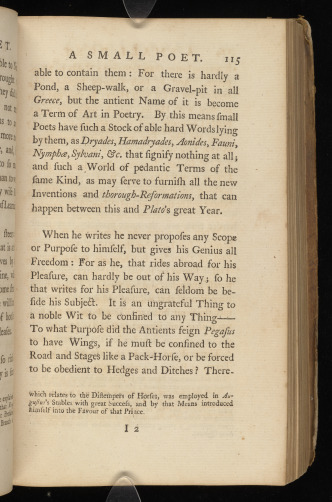 A SMALL POET. 115
able to contain them: For there is hardly a
Pond, a Sheep-walk, or a Gravel-pit in all
Greece, but the antient Name of it is become
a Term of Art in Poetry. By this means ſmall
Poets have ſuch a Stock of able hard Words lying
by them, as Dryades, Hamadryades, Aonides, Fauni,
Nymphæ, Sylvani, &c. that ſignify nothing at all;
and ſuch a World of pedantic Terms of the
ſame Kind, as may ſerve to furniſh all the new
Inventions and thorough-Reformations, that can
happen between this and Plato's great Year.
When he writes he never propoſes any Scope
or Purpoſe to himſelf, but gives his Genius all
Freedom: For as he, that rides abroad for his
Pleaſure, can hardly be out of his Way; ſo he
that writes for his Pleaſure, can ſeldom be be-
ſide his Subject. It is an ungrateful Thing to
a noble Wit to be confined to any Thing——
To what Purpoſe did the Antients feign Pegaſus
to have Wings, if he muſt be confined to the
Road and Stages like a Pack-Horſe, or be forced
to be obedient to Hedges and Ditches? There-
which relates to the Diſtempers of Horſes, was employed in Au-
guſtus's Stables with great Succeſs, and by that Means introduced
himſelf into the Favour of that Prince.
I 2